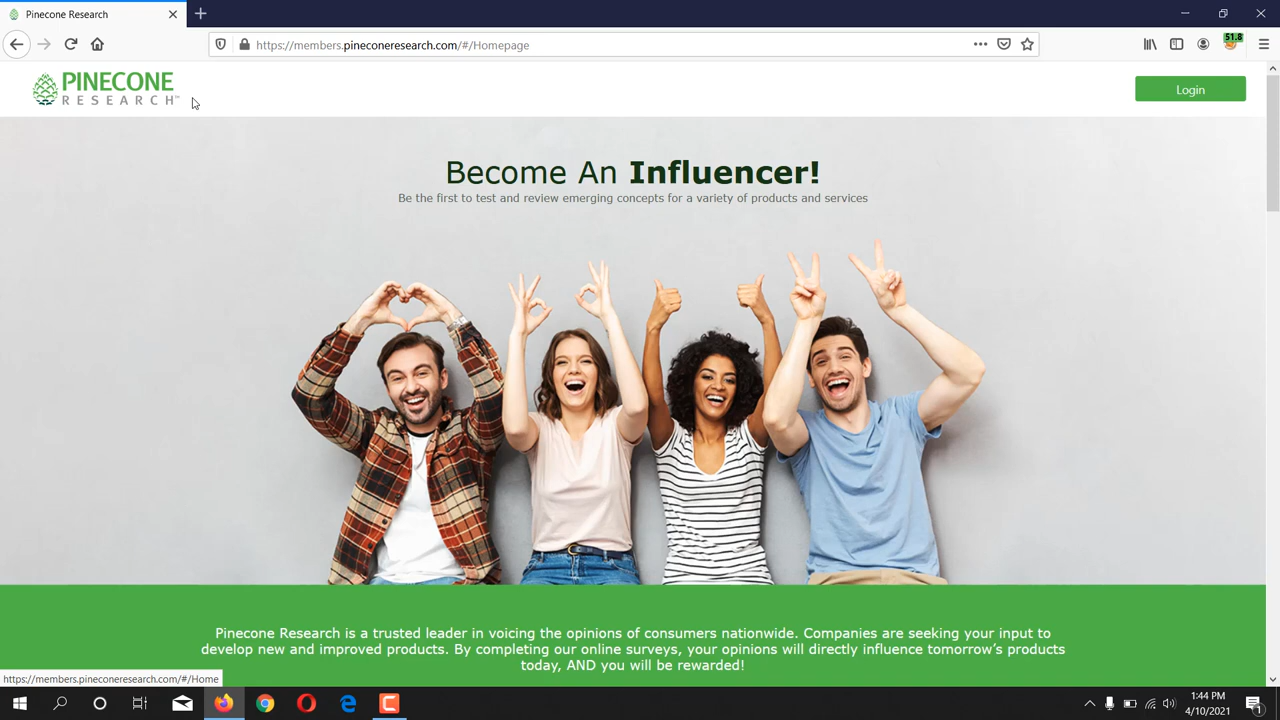 Pinecone Research
https://members.pineconeresearch.com/#/Homepage
51.8
PINECONE
RESEARCH™
Login
Become An Influencer!
Be the first to test and review emerging concepts for a variety of products and services
Pinecone Research is a trusted leader in voicing the opinions of consumers nationwide. Companies are seeking your input to
develop new and improved products. By completing our online surveys, your opinions will directly influence tomorrow's products
today, AND you will be rewarded!
https://members.pineconeresearch.com/#/Home
1:44 PM
4/10/2021
1